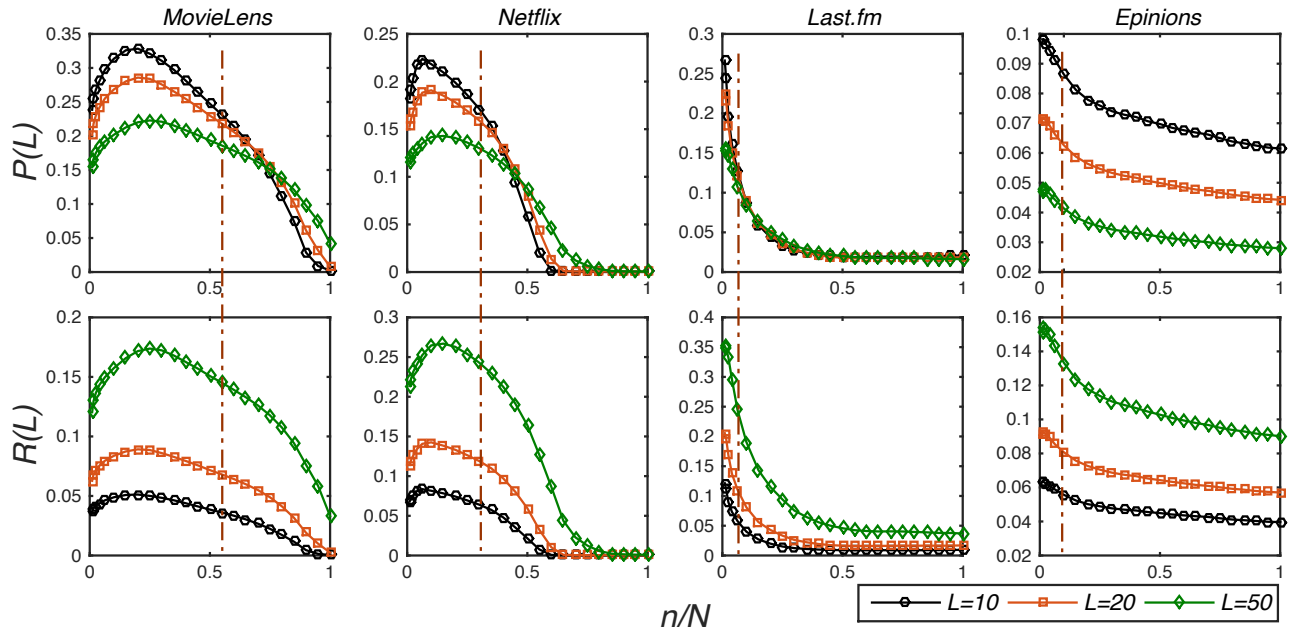 MovieLens Netflix Last.fm Epinions
P(L)
0.35 0.3 0.25 0.2 0.15 0.1 0.05 0
0 0.5 1
0.25 0.2 0.15 0.1 0.05 0
0 0.5 1
0.3 0.25 0.2 0.15 0.1 0.05 0
0 0.5 1
0.1 0.09 0.08 0.07 0.06 0.05 0.04 0.03 0.02
0 0.5 1
R(L)
0.2 0.15 0.1 0.05 0
0 0.5 1
0.3 0.25 0.2 0.15 0.1 0.05 0
0 0.5 1
0.4 0.35 0.3 0.25 0.2 0.15 0.1 0.05 0
0 0.5 1
0.16 0.14 0.12 0.1 0.08 0.06 0.04 0.02
0 0.5 1
n/N
L=10 L=20 L=50